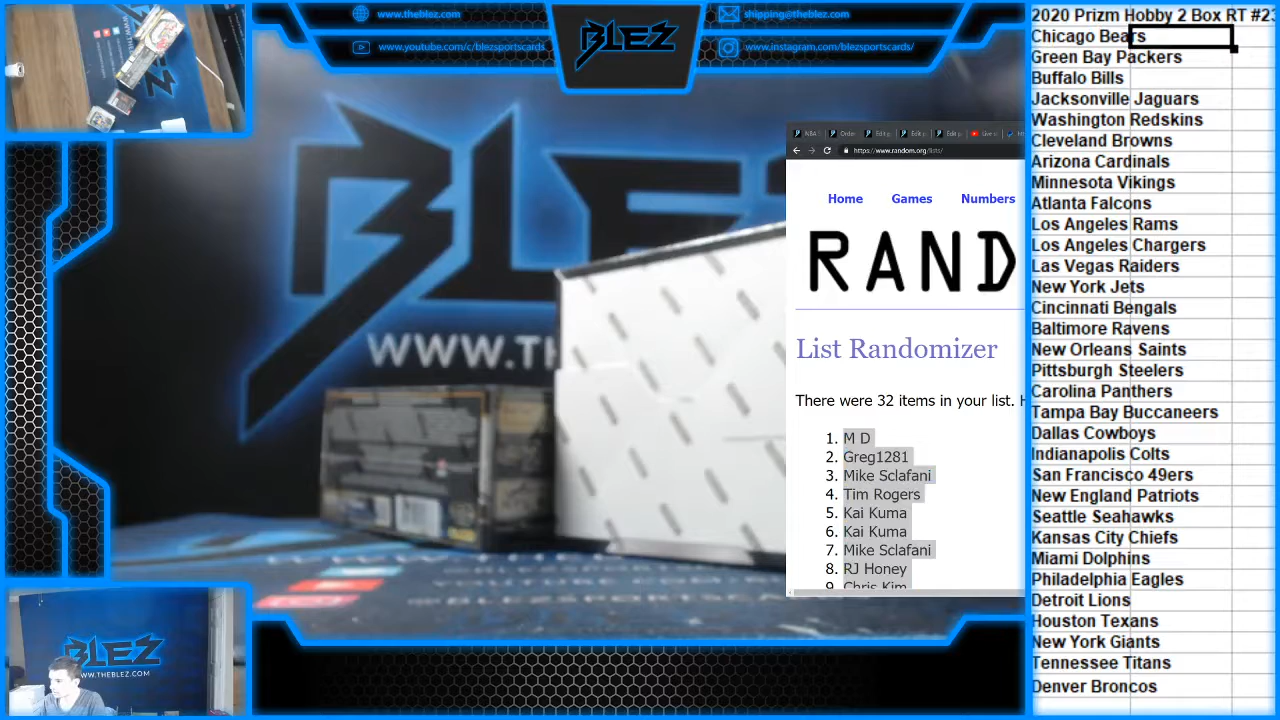 www.theblez.com
shipping@theblez.com
www.youtube.com/c/blezsportscards
www.instagram.com/blezsportscards/
BLEZ
BLEZ
WWW.TH
BLEZ
WWW.THEBLEZ.COM
https://www.random.org/lists/
Home Games Numbers
RAND
List Randomizer
There were 32 items in your list. H
1. M D
2. Greg1281
3. Mike Sclafani
4. Tim Rogers
5. Kai Kuma
6. Kai Kuma
7. Mike Sclafani
8. RJ Honey
9. Chris Kim
2020 Prizm Hobby 2 Box RT #23
Chicago Bears
Green Bay Packers
Buffalo Bills
Jacksonville Jaguars
Washington Redskins
Cleveland Browns
Arizona Cardinals
Minnesota Vikings
Atlanta Falcons
Los Angeles Rams
Los Angeles Chargers
Las Vegas Raiders
New York Jets
Cincinnati Bengals
Baltimore Ravens
New Orleans Saints
Pittsburgh Steelers
Carolina Panthers
Tampa Bay Buccaneers
Dallas Cowboys
Indianapolis Colts
San Francisco 49ers
New England Patriots
Seattle Seahawks
Kansas City Chiefs
Miami Dolphins
Philadelphia Eagles
Detroit Lions
Houston Texans
New York Giants
Tennessee Titans
Denver Broncos